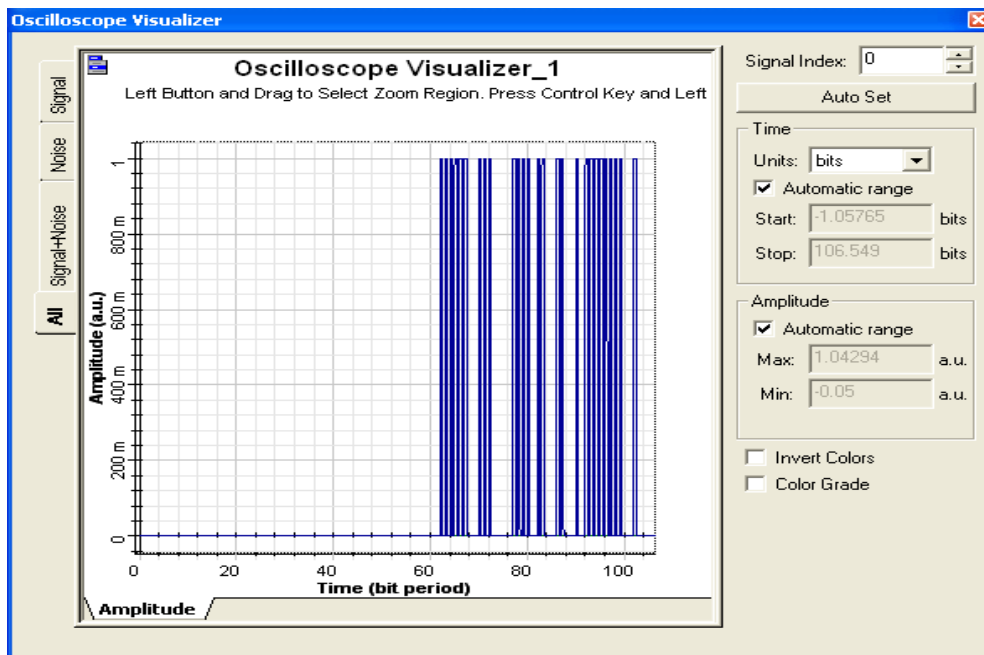 Oscilloscope Visualizer
Signal
Noise
Signal+Noise
All
Oscilloscope Visualizer_1
Left Button and Drag to Select Zoom Region. Press Control Key and Left
Amplitude (a.u.)
1
800 m
600 m
400 m
200 m
0
0 20 40 60 80 100
Time (bit period)
Amplitude
Signal Index: 0
Auto Set
Time
Units: bits
Automatic range
Start: -1.05765 bits
Stop: 106.549 bits
Amplitude
Automatic range
Max: 1.04294 a.u.
Min: -0.05 a.u.
Invert Colors
Color Grade